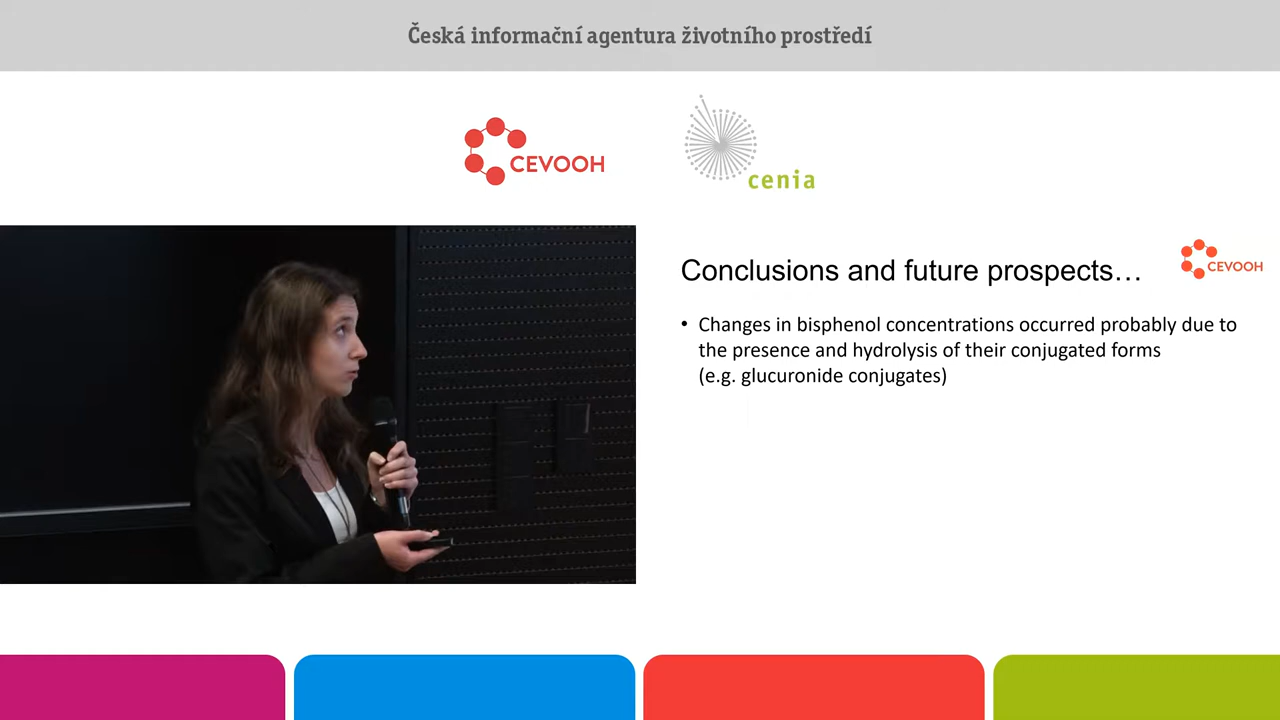 Česká informační agentura životního prostředí
CEVOOH
cenia
Conclusions and future prospects…
CEVOOH
• Changes in bisphenol concentrations occurred probably due to
the presence and hydrolysis of their conjugated forms
(e.g. glucuronide conjugates)